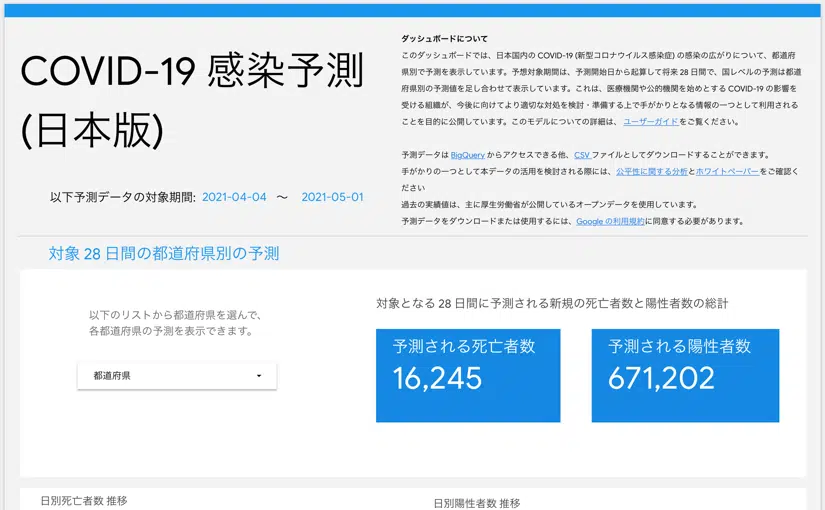 COVID-19 感染予測
(日本版)
以下予測データの対象期間: 2021-04-04 ～ 2021-05-01
ダッシュボードについて
このダッシュボードでは、日本国内の COVID-19 (新型コロナウイルス感染症) の感染の広がりについて、都道府
県別で予測を表示しています。予想対象期間は、予測開始日から起算して将来 28 日間で、国レベルの予測は都道
府県別の予測値を足し合わせて表示しています。これは、医療機関や公的機関を始めとする COVID-19 の影響を
受ける組織が、今後に向けてより適切な対処を検討・準備する上で手がかりとなる情報の一つとして利用される
ことを目的に公開しています。このモデルについての詳細は、 ユーザーガイド をご覧ください。
予測データは BigQuery からアクセスできる他、CSV ファイルとしてダウンロードすることができます。
手がかりの一つとして本データの活用を検討される際には、公平性に関する分析とホワイトペーパー をご確認く
ださい
過去の実績値は、主に厚生労働省が公開しているオープンデータを使用しています。
予測データをダウンロードまたは使用するには、Google の利用規約に同意する必要があります。
対象 28 日間の都道府県別の予測
以下のリストから都道府県を選んで、
各都道府県の予測を表示できます。
都道府県
対象となる 28 日間に予測される新規の死亡者数と陽性者数の総計
予測される死亡者数
16,245
予測される陽性者数
671,202
日別死亡者数 推移
日別陽性者数 推移